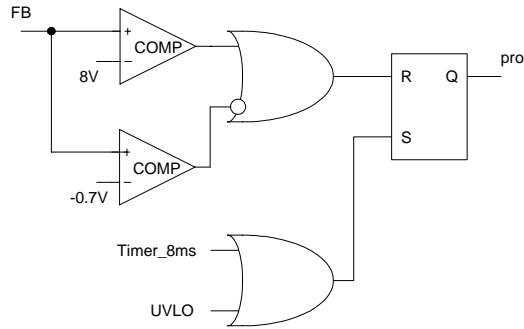 FB
+
COMP
−
8V
+
COMP
−
-0.7V
R Q
pro
S
Timer_8ms
UVLO